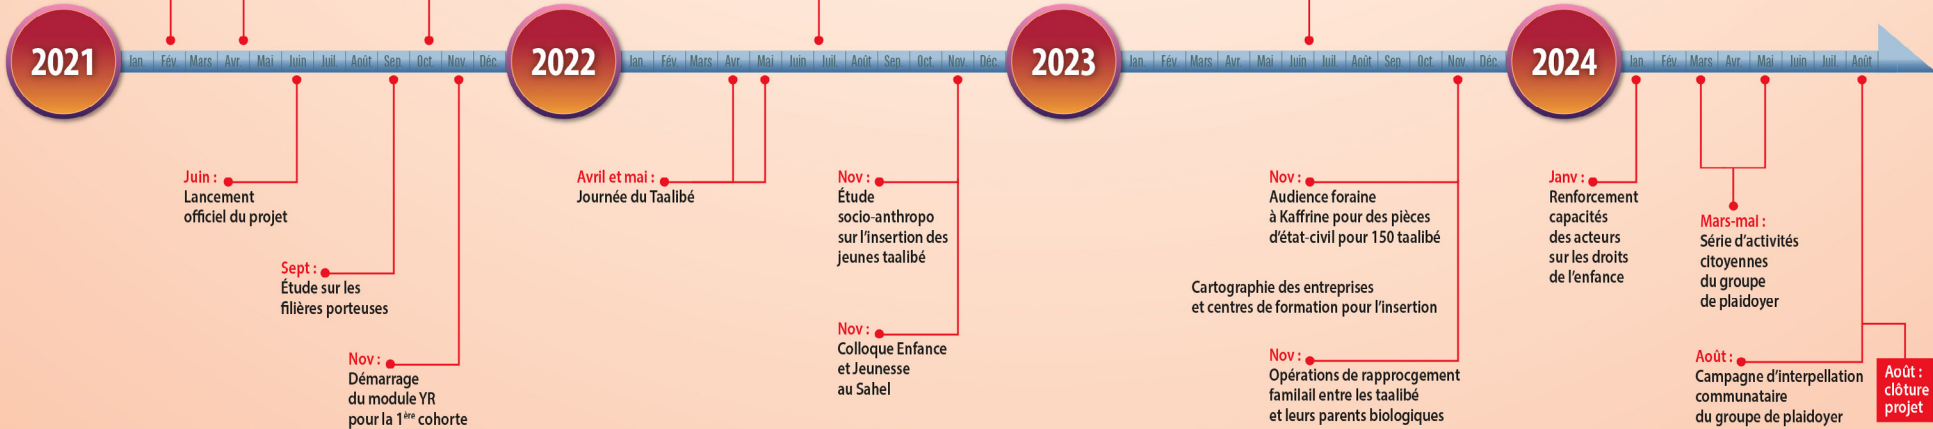 2021
Jan. Fév. Mars Avr. Mai Juin Juil. Août Sep. Oct. Nov Déc.
2022
Jan. Fév. Mars Avr. Mai Juin Juil. Août Sep. Oct. Nov Déc.
2023
Jan. Fév. Mars Avr. Mai Juin Juil. Août Sep. Oct. Nov Déc.
2024
Jan Fév. Mars Avr. Mai Juin Juil. Août
Juin :
Lancement
officiel du projet
Sept :
Étude sur les
filières porteuses
Nov :
Démarrage
du module YR
pour la 1ère cohorte
Avril et mai :
Journée du Taalibé
Nov :
Étude
socio-anthropo
sur l'insertion des
jeunes taalibé
Nov :
Colloque Enfance
et Jeunesse
au Sahel
Nov :
Audience foraine
à Kaffrine pour des pièces
d'état-civil pour 150 taalibé
Cartographie des entreprises
et centres de formation pour l'insertion
Nov :
Opérations de rapprocgement
familail entre les taalibé
et leurs parents biologiques
Janv :
Renforcement
capacités
des acteurs
sur les droits
de l'enfance
Mars-mai :
Série d'activités
citoyennes
du groupe
de plaidoyer
Août :
Campagne d'interpellation
communataire
du groupe de plaidoyer
Août :
clôture
projet